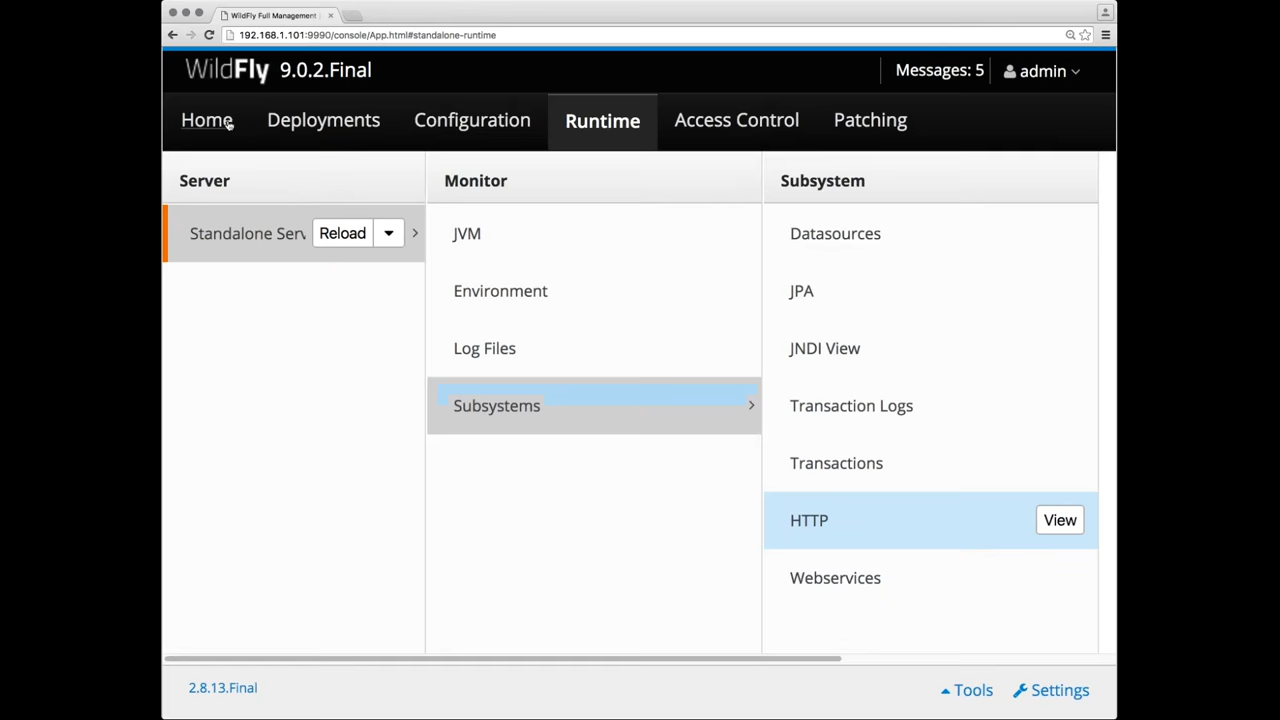 WildFly Full Management
192.168.1.101:9990/console/App.html#standalone-runtime
WildFly 9.0.2.Final
Messages: 5
admin
Home Deployments Configuration Runtime Access Control Patching
Server Monitor Subsystem
Standalone Serv Reload JVM Datasources
Environment JPA
Log Files JNDI View
Subsystems Transaction Logs
Transactions
HTTP View
Webservices
2.8.13.Final Tools Settings